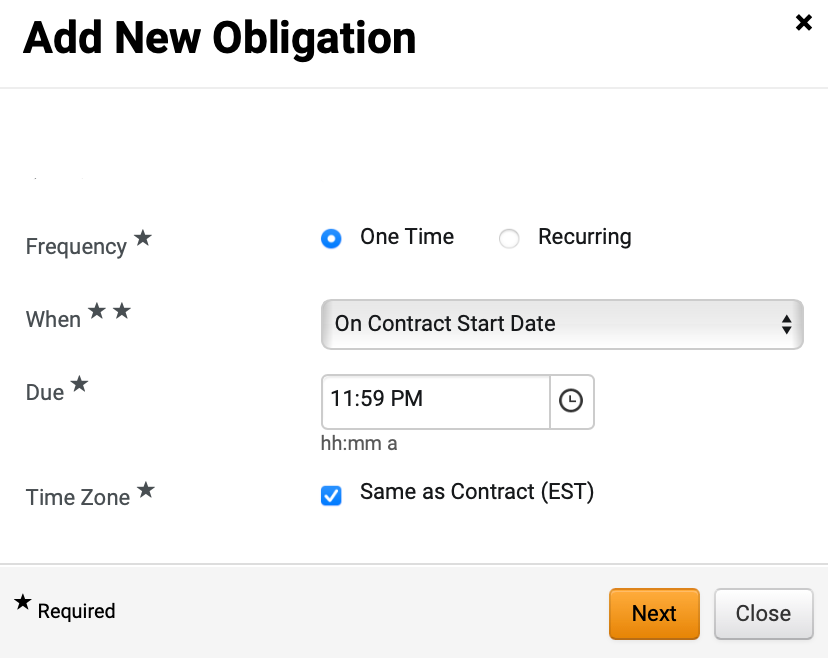 Add New Obligation
Frequency ★ One Time Recurring
When ★ ★ On Contract Start Date
Due ★ 11:59 PM
hh:mm a
Time Zone ★ Same as Contract (EST)
★ Required Next Close